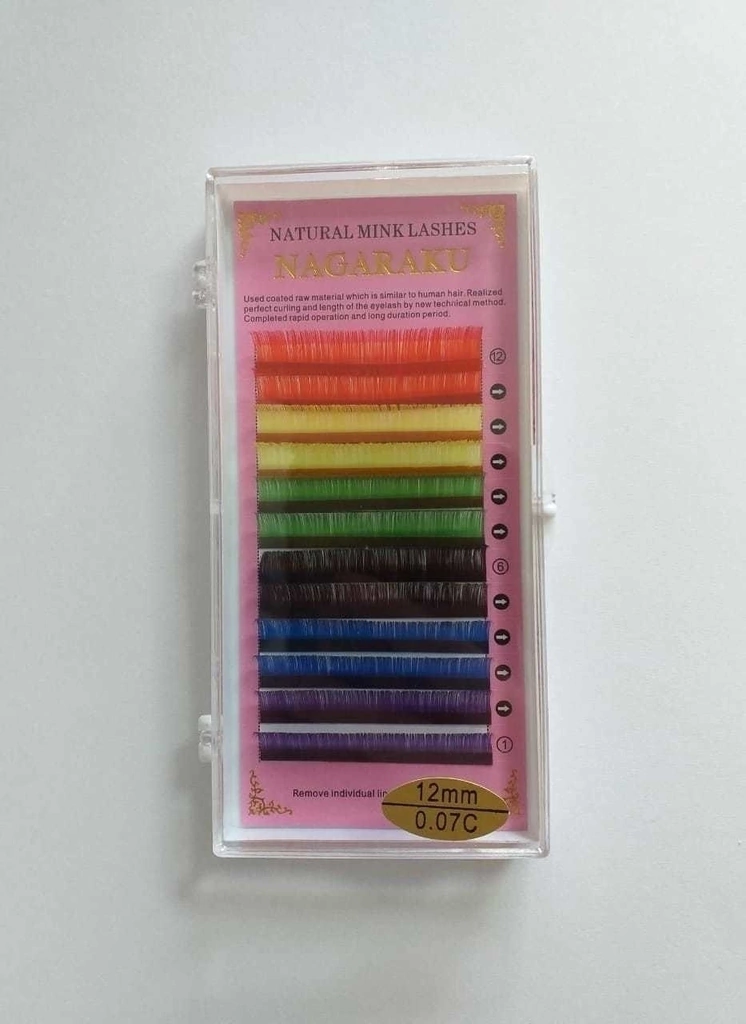 NATURAL MINK LASHES
NAGARAKU
Used coated raw material which is similar to human hair. Realized
perfect curling and length of the eyelash by new technical method.
Completed rapid operation and long duration period.
12
6
1
Remove individual
12mm
0.07C